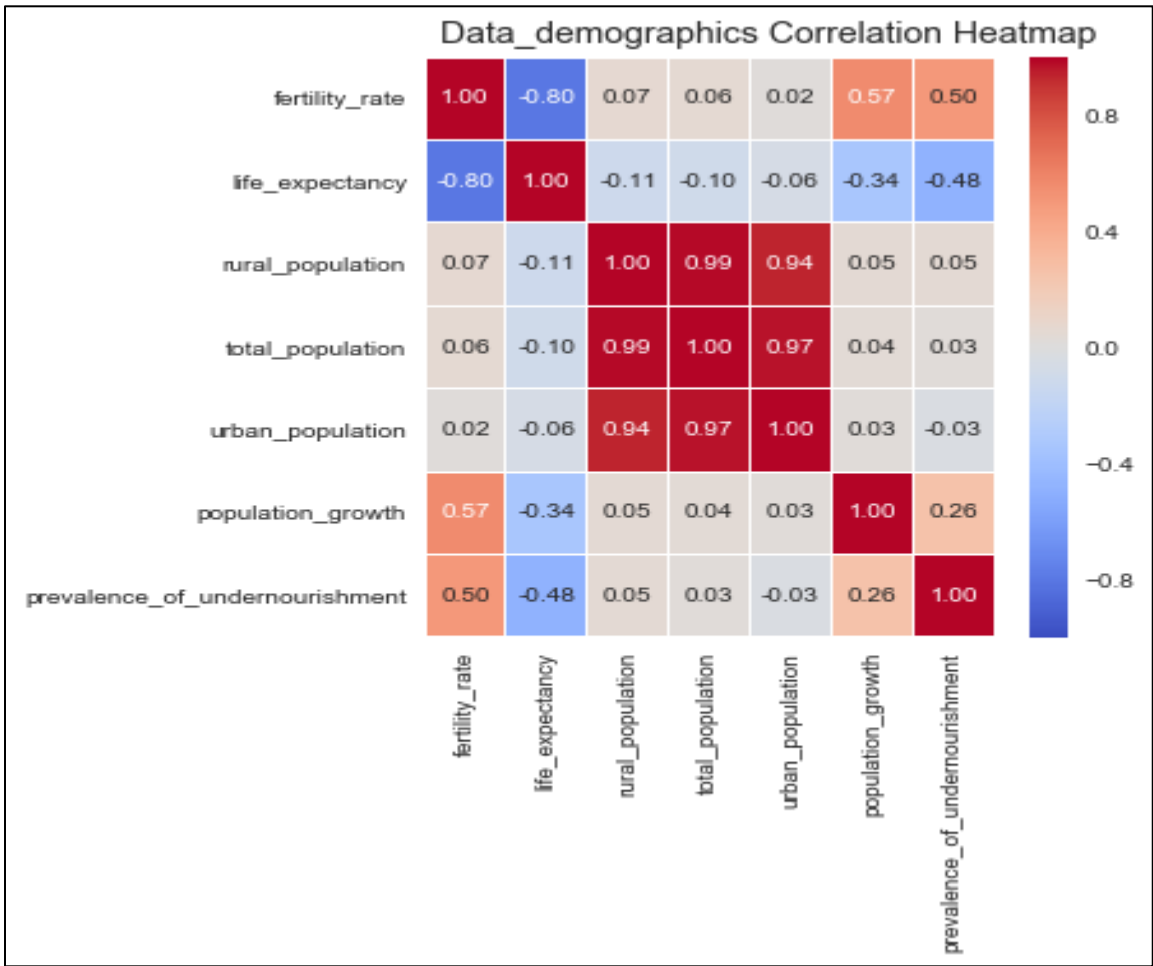 Data_demographics Correlation Heatmap
fertility_rate 1.00 -0.80 0.07 0.06 0.02 0.57 0.50
life_expectancy -0.80 1.00 -0.11 -0.10 -0.06 -0.34 -0.48
rural_population 0.07 -0.11 1.00 0.99 0.94 0.05 0.05
total_population 0.06 -0.10 0.99 1.00 0.97 0.04 0.03
urban_population 0.02 -0.06 0.94 0.97 1.00 0.03 -0.03
population_growth 0.57 -0.34 0.05 0.04 0.03 1.00 0.26
prevalence_of_undernourishment 0.50 -0.48 0.05 0.03 -0.03 0.26 1.00
fertility_rate
life_expectancy
rural_population
total_population
urban_population
population_growth
prevalence_of_undernourishment
0.8
0.4
0.0
−0.4
−0.8